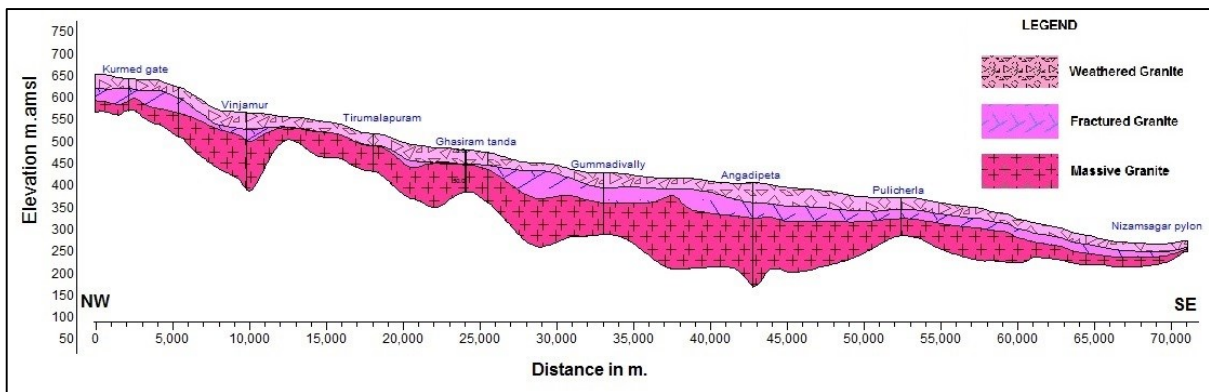 Elevation m.amsl
750
700
650
600
550
500
450
400
350
300
250
200
150
100
50
Kurmed gate
Vinjamur
Tirumalapuram
Ghasiram tanda
Gummadivally
Angadipeta
Pulicherla
Nizamsagar pylon
LEGEND
Weathered Granite
Fractured Granite
Massive Granite
NW
SE
0 5,000 10,000 15,000 20,000 25,000 30,000 35,000 40,000 45,000 50,000 55,000 60,000 65,000 70,000
Distance in m.